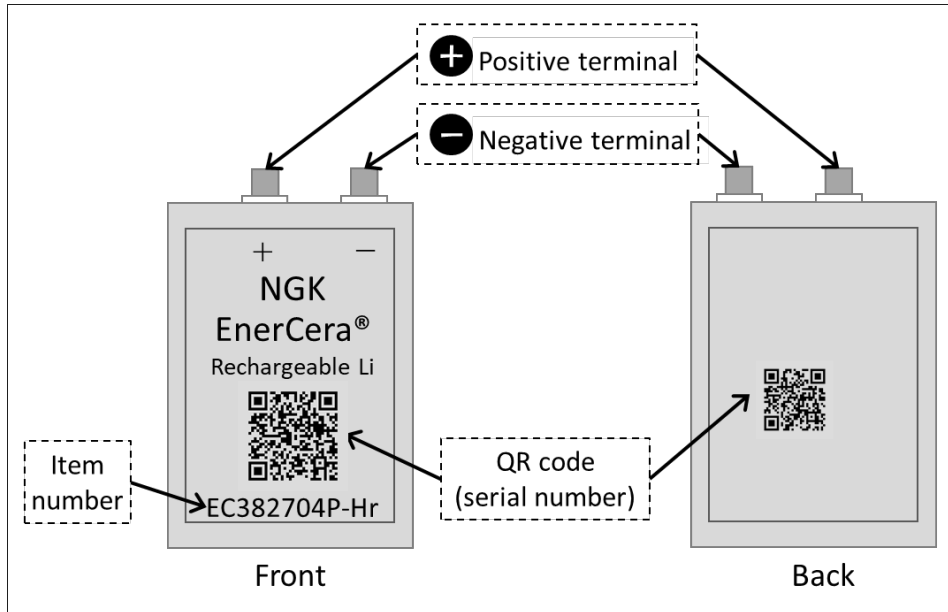 + Positive terminal
− Negative terminal
+ −
NGK
EnerCera®
Rechargeable Li
Item
number
EC382704P-Hr
QR code
(serial number)
Front
Back